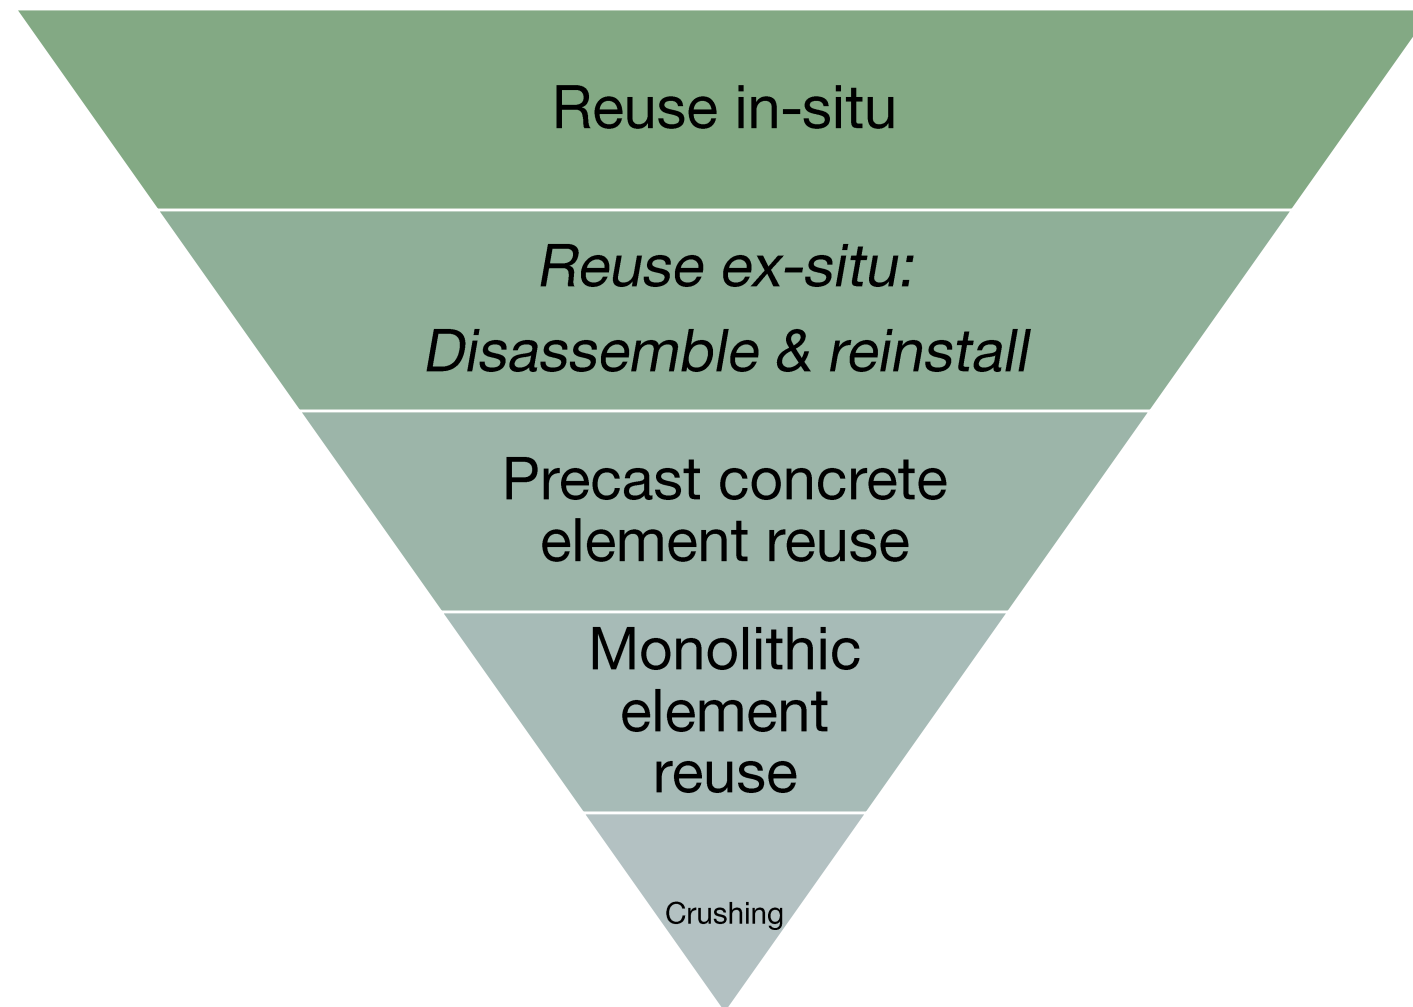 Reuse in-situ
Reuse ex-situ:
Disassemble & reinstall
Precast concrete
element reuse
Monolithic
element
reuse
Crushing